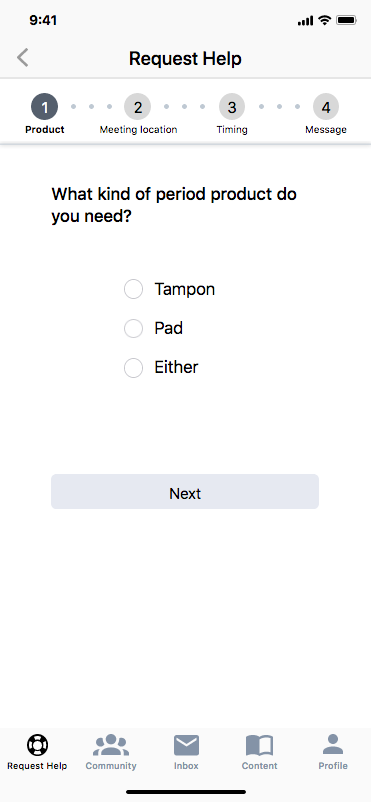 9:41
Request Help
1 2 3 4
Product Meeting location Timing Message
What kind of period product do
you need?
Tampon
Pad
Either
Next
Request Help Community Inbox Content Profile